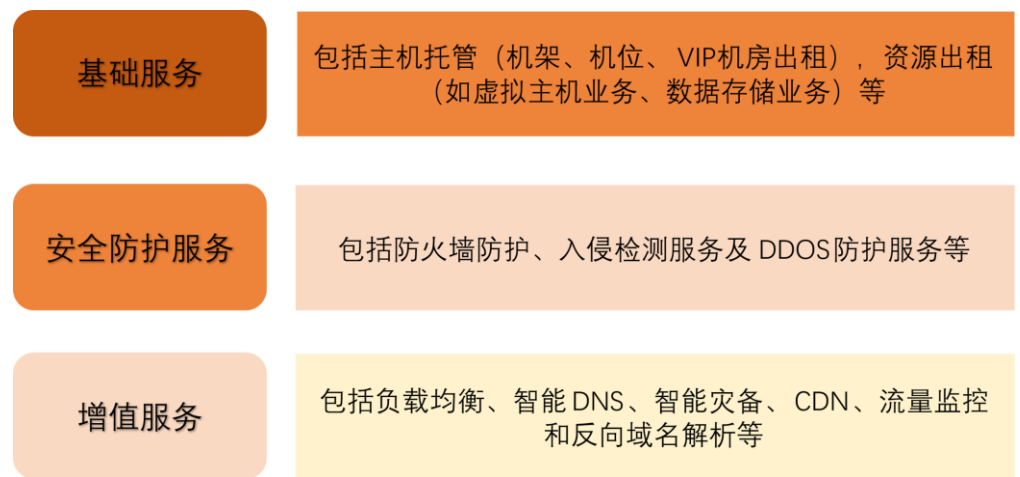 基础服务
包括主机托管（机架、机位、VIP机房出租），资源出租
（如虚拟主机业务、数据存储业务）等
安全防护服务
包括防火墙防护、入侵检测服务及 DDOS防护服务等
增值服务
包括负载均衡、智能 DNS、智能灾备、CDN、流量监控
和反向域名解析等